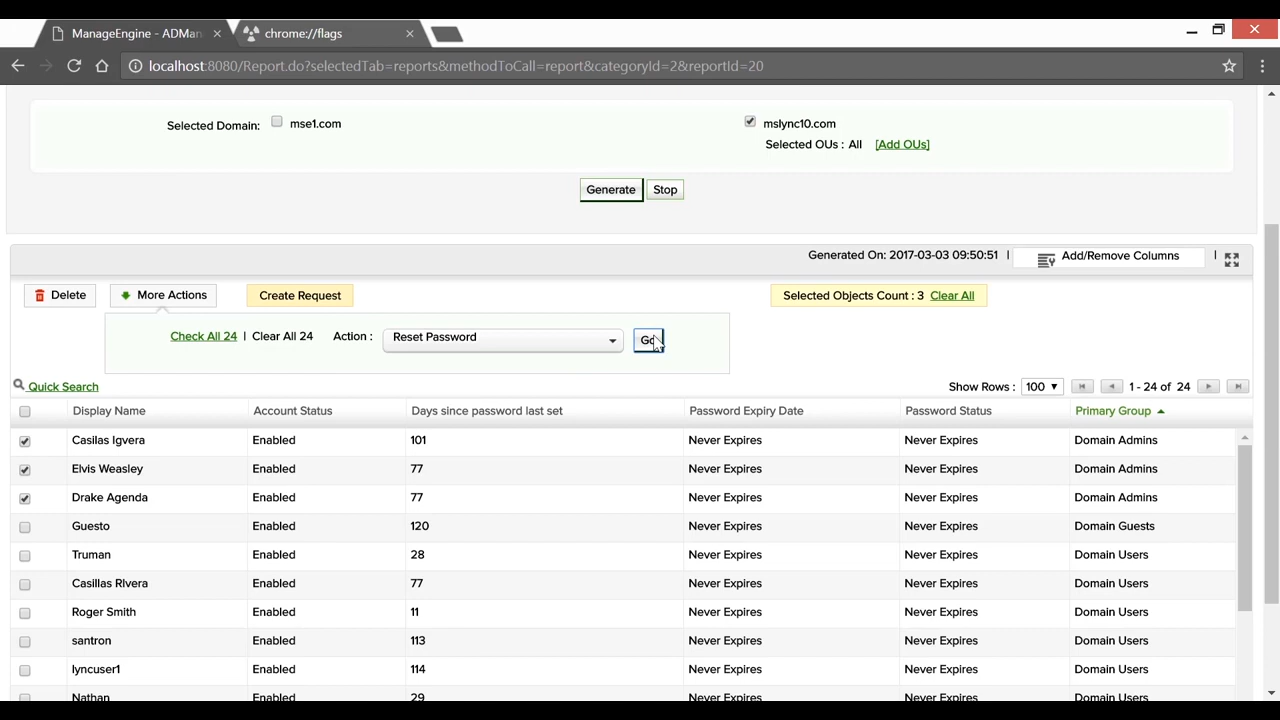 ManageEngine - ADMan
chrome://flags
localhost:8080/Report.do?selectedTab=reports&methodToCall=report&categoryId=2&reportId=20
Selected Domain: mse1.com mslync10.com
Selected OUs : All [Add OUs]
Generate Stop
Generated On: 2017-03-03 09:50:51 | Add/Remove Columns |
Delete More Actions Create Request Selected Objects Count : 3 Clear All
Check All 24 | Clear All 24 Action : Reset Password Go
Quick Search Show Rows : 100 1 - 24 of 24
Display Name Account Status Days since password last set Password Expiry Date Password Status Primary Group
Casilas Igvera Enabled 101 Never Expires Never Expires Domain Admins
Elvis Weasley Enabled 77 Never Expires Never Expires Domain Admins
Drake Agenda Enabled 77 Never Expires Never Expires Domain Admins
Guesto Enabled 120 Never Expires Never Expires Domain Guests
Truman Enabled 28 Never Expires Never Expires Domain Users
Casillas RIvera Enabled 77 Never Expires Never Expires Domain Users
Roger Smith Enabled 11 Never Expires Never Expires Domain Users
santron Enabled 113 Never Expires Never Expires Domain Users
lyncuser1 Enabled 114 Never Expires Never Expires Domain Users
Nathan Enabled 29 Never Expires Never Expires Domain Users